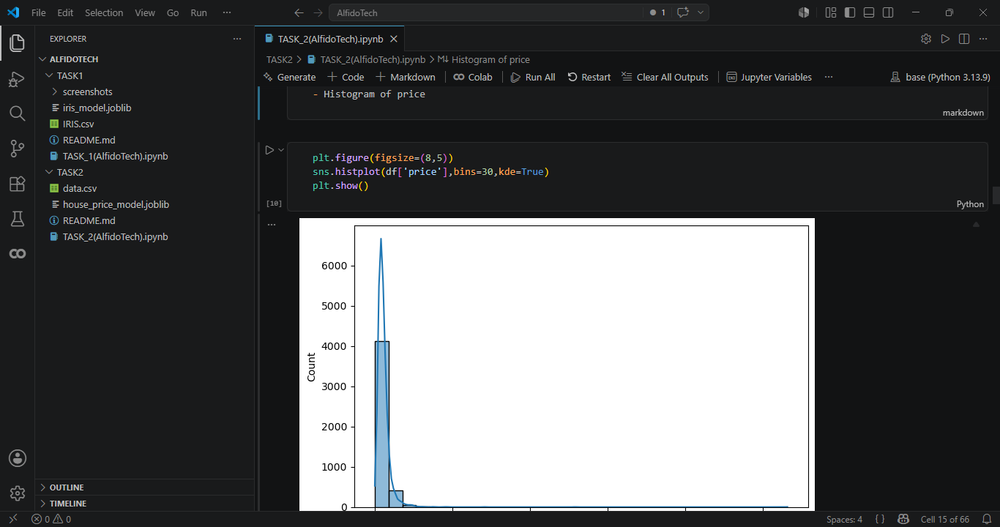 File Edit Selection View Go Run ···
AlfidoTech
1
EXPLORER ···
TASK_2(AlfidoTech).ipynb
ALFIDOTECH
TASK1
screenshots
iris_model.joblib
IRIS.csv
README.md
TASK_1(AlfidoTech).ipynb
TASK2
data.csv
house_price_model.joblib
README.md
TASK_2(AlfidoTech).ipynb
OUTLINE
TIMELINE
TASK2 > TASK_2(AlfidoTech).ipynb > M↓ Histogram of price
Generate + Code + Markdown Colab Run All Restart Clear All Outputs Jupyter Variables ··· base (Python 3.13.9)
- Histogram of price
markdown
plt.figure(figsize=(8,5))
sns.histplot(df['price'],bins=30,kde=True)
plt.show()
[10]
Python
···
6000
5000
4000
3000
2000
1000
0
Count
0 0
Spaces: 4 { } Cell 15 of 66